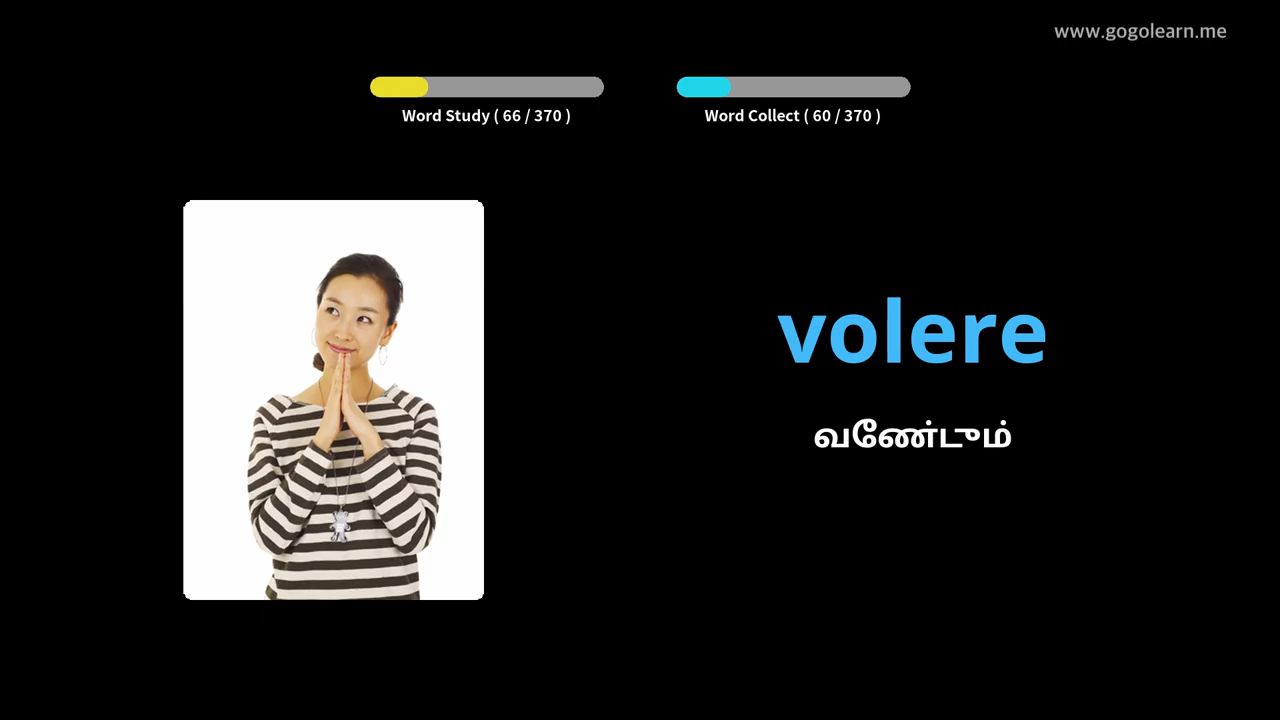 www.gogolearn.me
Word Study ( 66 / 370 )
Word Collect ( 60 / 370 )
volere
வேண்டும்